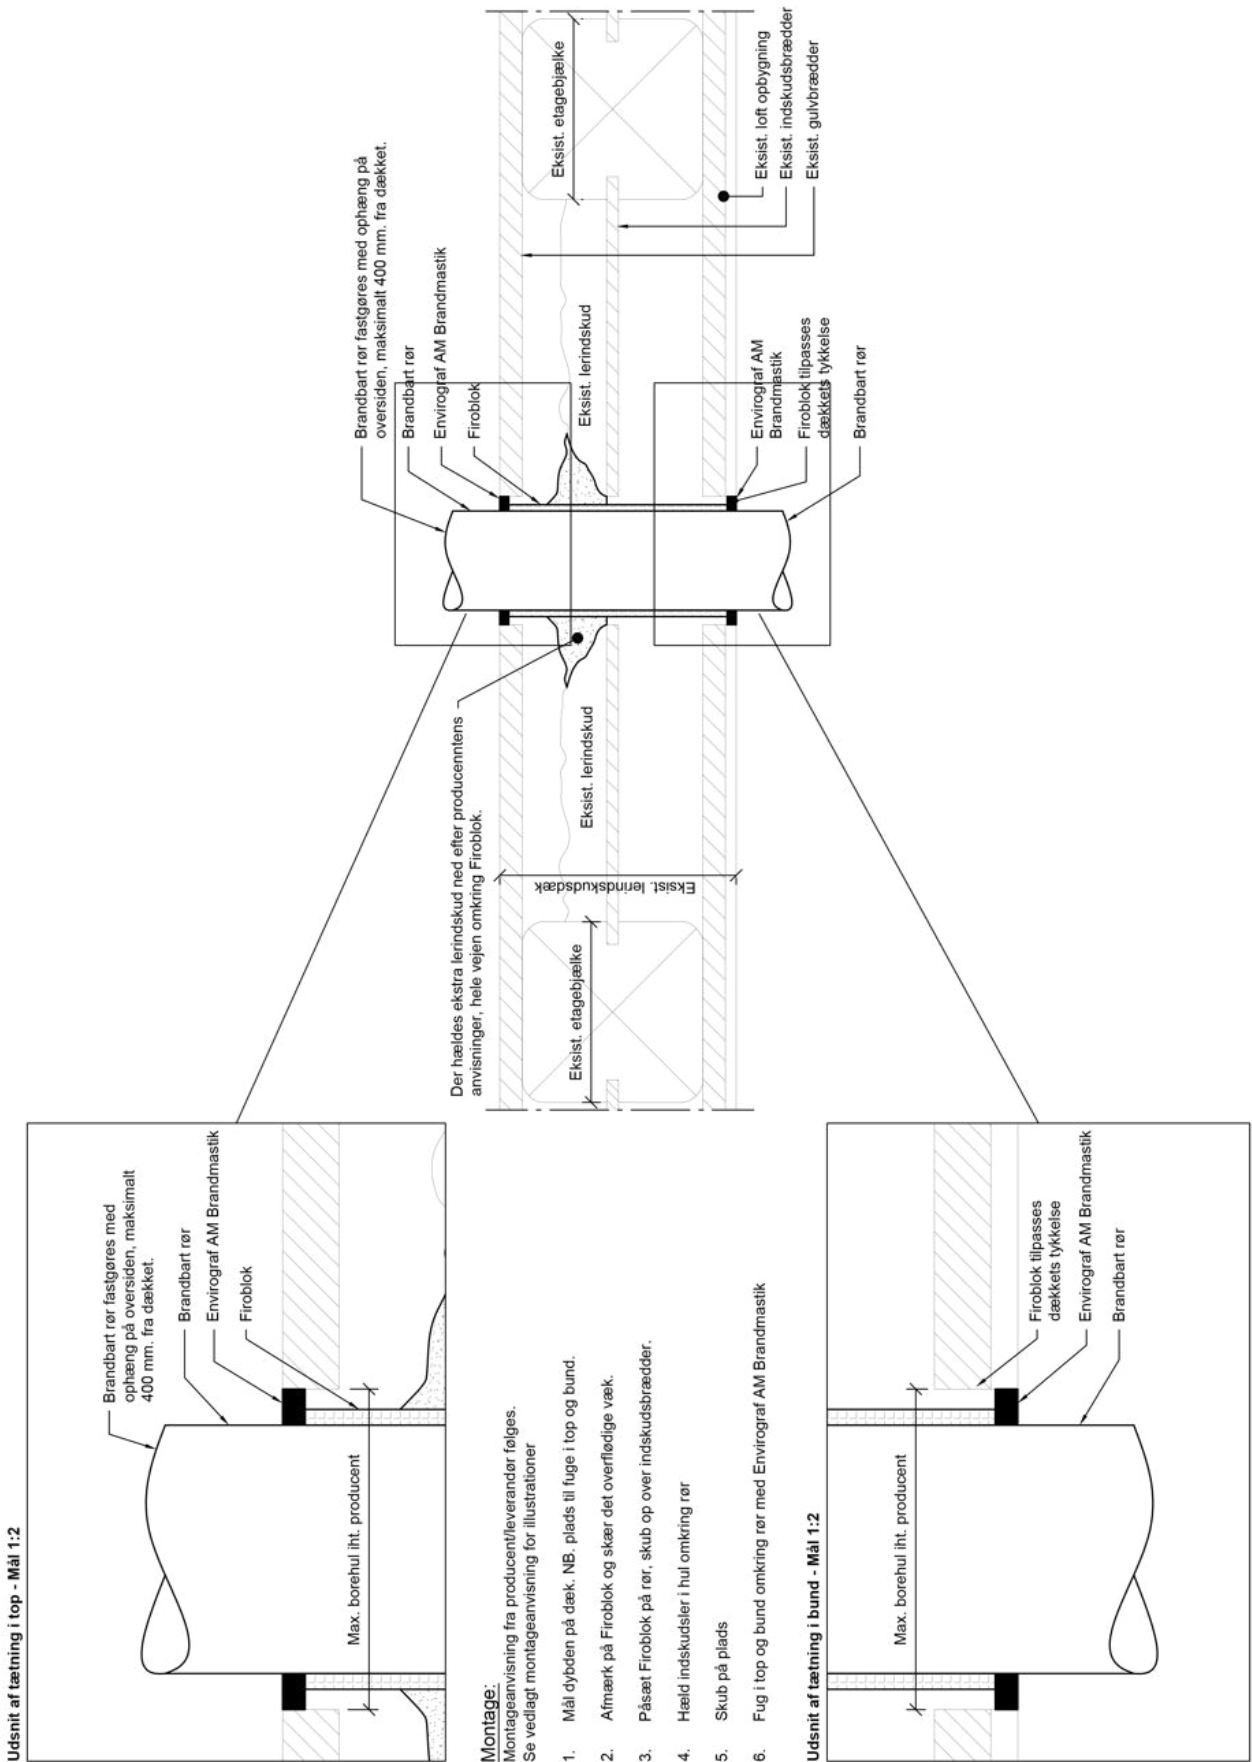 Udsnit af tætning i top - Mål 1:2
Brandbart rør fastgøres med
ophæng på oversiden, maksimalt
400 mm. fra dækket.
Brandbart rør
Envirograf AM Brandmastik
Firoblok
Max. borehul iht. producent
Montage:
Montageanvisning fra producent/leverandør følges.
Se vedlagt montageanvisning for illustrationer
1. Mål dybden på dæk. NB. plads til fuge i top og bund.
2. Afmærk på Firoblok og skær det overflødige væk.
3. Påsæt Firoblok på rør, skub op over indskudsbrædder.
4. Hæld indskudsler i hul omkring rør
5. Skub på plads
6. Fug i top og bund omkring rør med Envirograf AM Brandmastik
Udsnit af tætning i bund - Mål 1:2
Max. borehul iht. producent
Firoblok tilpasses
dækkets tykkelse
Envirograf AM Brandmastik
Brandbart rør
Brandbart rør fastgøres med ophæng på
oversiden, maksimalt 400 mm. fra dækket.
Brandbart rør
Envirograf AM Brandmastik
Firoblok
Der hældes ekstra lerindskud ned efter producenntens
anvisninger, hele vejen omkring Firoblok.
Eksist. etagebjælke
Eksist. lerindskudsdæk
Eksist. lerindskud
Eksist. lerindskud
Eksist. etagebjælke
Envirograf AM
Brandmastik
Firoblok tilpasses
dækkets tykkelse
Brandbart rør
Eksist. loft opbygning
Eksist. indskudsbrædder
Eksist. gulvbrædder